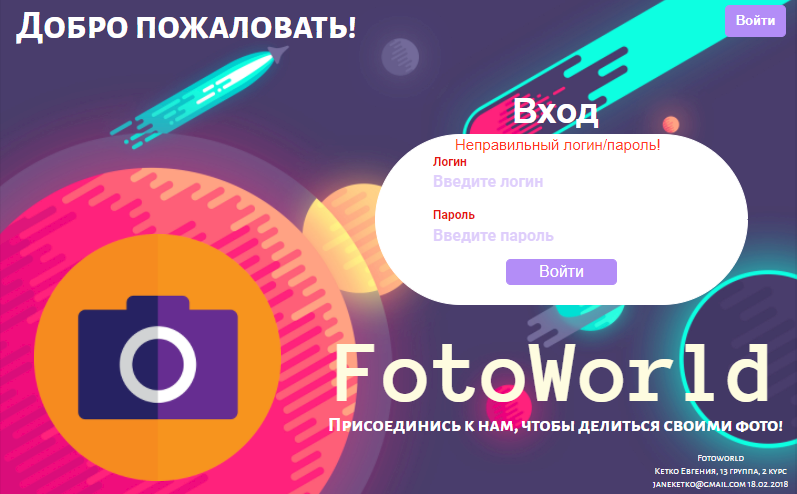 Добро пожаловать!
Войти
Вход
Неправильный логин/пароль!
Логин
Введите логин
Пароль
Введите пароль
Войти
FotoWorld
Присоединись к нам, чтобы делиться своими фото!
Fotoworld
Кетко Евгения, 13 группа, 2 курс
janeketko@gmail.com 18.02.2018